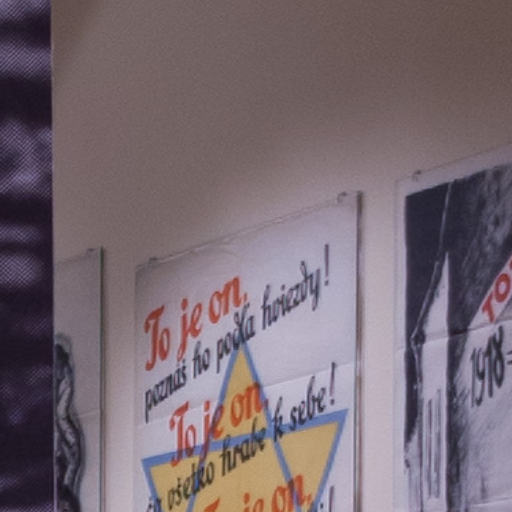 To je on,
poznáš ho podľa hviezdy!
To je on,
čo všetko hrabe k sebe!
To je on,
TO
1918=